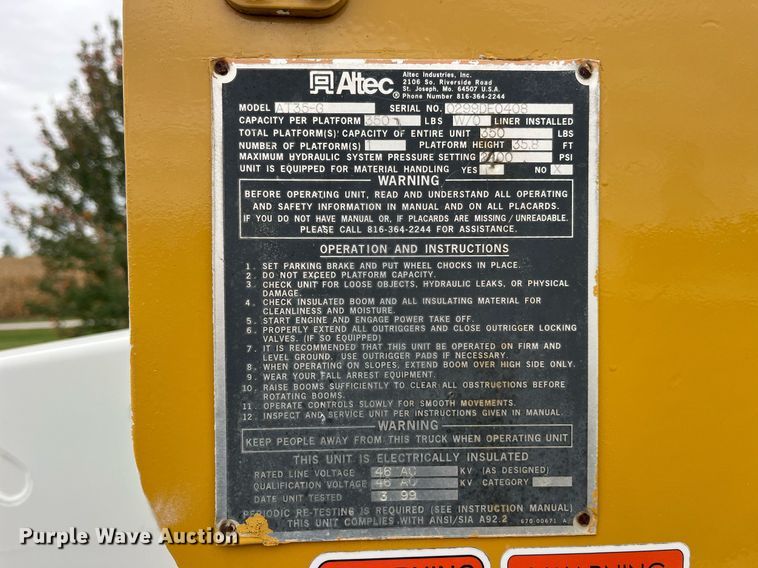 Altec
Altec Industries, Inc.
2106 So. Riverside Road
St. Joseph, Mo. 64507 U.S.A.
® Phone Number 816-364-2244
MODEL AT35-G SERIAL NO. 0299DE0408
CAPACITY PER PLATFORM 350 LBS W/O LINER INSTALLED
TOTAL PLATFORM(S) CAPACITY OF ENTIRE UNIT 350 LBS
NUMBER OF PLATFORM(S) 1 PLATFORM HEIGHT 35.8 FT
MAXIMUM HYDRAULIC SYSTEM PRESSURE SETTING 2400 PSI
UNIT IS EQUIPPED FOR MATERIAL HANDLING YES NO X
WARNING
BEFORE OPERATING UNIT, READ AND UNDERSTAND ALL OPERATING
AND SAFETY INFORMATION IN MANUAL AND ON ALL PLACARDS.
IF YOU DO NOT HAVE MANUAL OR, IF PLACARDS ARE MISSING / UNREADABLE.
PLEASE CALL 816-364-2244 FOR ASSISTANCE.
OPERATION AND INSTRUCTIONS
1. SET PARKING BRAKE AND PUT WHEEL CHOCKS IN PLACE.
2. DO NOT EXCEED PLATFORM CAPACITY.
3. CHECK UNIT FOR LOOSE OBJECTS, HYDRAULIC LEAKS, OR PHYSICAL
DAMAGE.
4. CHECK INSULATED BOOM AND ALL INSULATING MATERIAL FOR
CLEANLINESS AND MOISTURE.
5. START ENGINE AND ENGAGE POWER TAKE OFF.
6. PROPERLY EXTEND ALL OUTRIGGERS AND CLOSE OUTRIGGER LOCKING
VALVES. (IF SO EQUIPPED)
7. IT IS RECOMMENDED THAT THIS UNIT BE OPERATED ON FIRM AND
LEVEL GROUND. USE OUTRIGGER PADS IF NECESSARY.
8. WHEN OPERATING ON SLOPES, EXTEND BOOM OVER HIGH SIDE ONLY.
9. WEAR YOUR FALL ARREST EQUIPMENT.
10. RAISE BOOMS SUFFICIENTLY TO CLEAR ALL OBSTRUCTIONS BEFORE
ROTATING BOOMS.
11. OPERATE CONTROLS SLOWLY FOR SMOOTH MOVEMENTS.
12. INSPECT AND SERVICE UNIT PER INSTRUCTIONS GIVEN IN MANUAL.
WARNING
KEEP PEOPLE AWAY FROM THIS TRUCK WHEN OPERATING UNIT
THIS UNIT IS ELECTRICALLY INSULATED
RATED LINE VOLTAGE 46 AC KV (AS DESIGNED)
QUALIFICATION VOLTAGE 46 AC KV CATEGORY
DATE UNIT TESTED 3 99
PERIODIC RE-TESTING IS REQUIRED (SEE INSTRUCTION MANUAL)
THIS UNIT COMPLIES WITH ANSI/SIA A92.2
670 00671 A
Purple Wave Auction